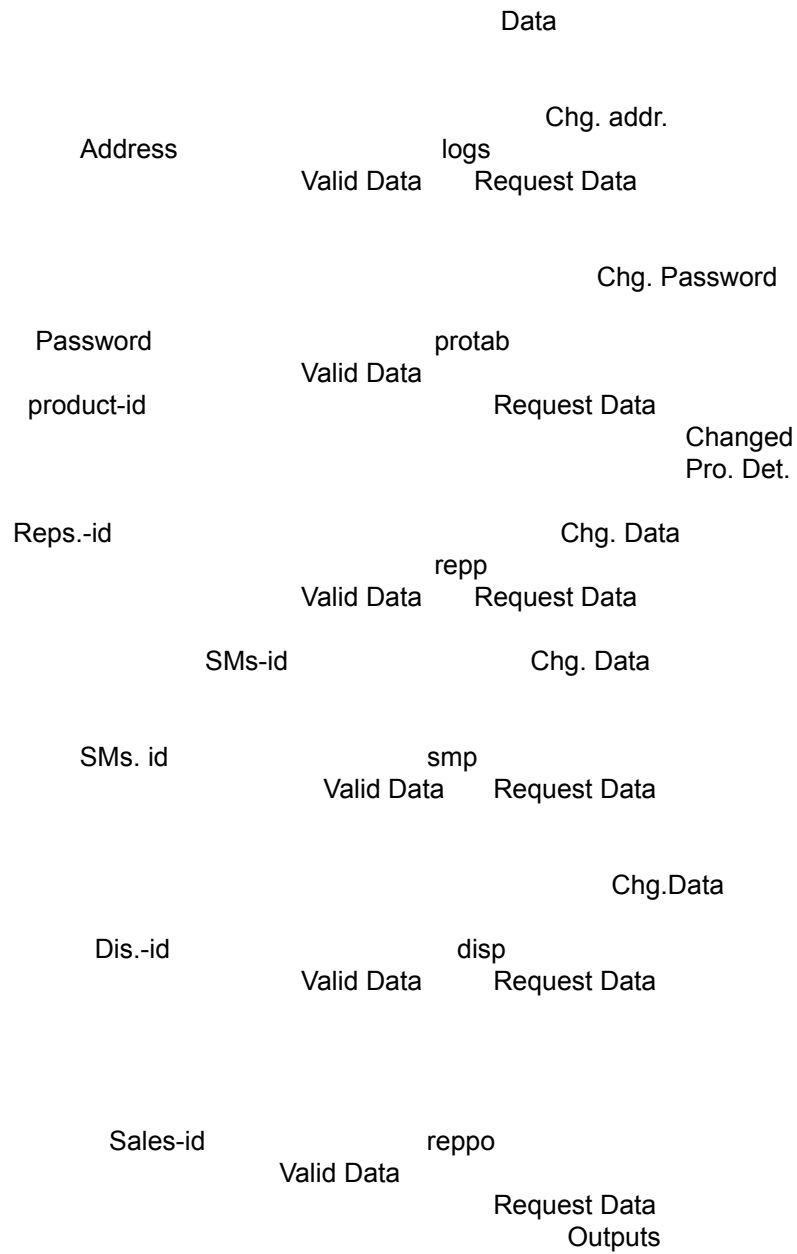 Data
Chg. addr.
Address logs
Valid Data Request Data
Chg. Password
Password protab
Valid Data
product-id Request Data
Changed
Pro. Det.
Reps.-id Chg. Data
repp
Valid Data Request Data
SMs-id Chg. Data
SMs. id smp
Valid Data Request Data
Chg.Data
Dis.-id disp
Valid Data Request Data
Sales-id reppo
Valid Data
Request Data
Outputs